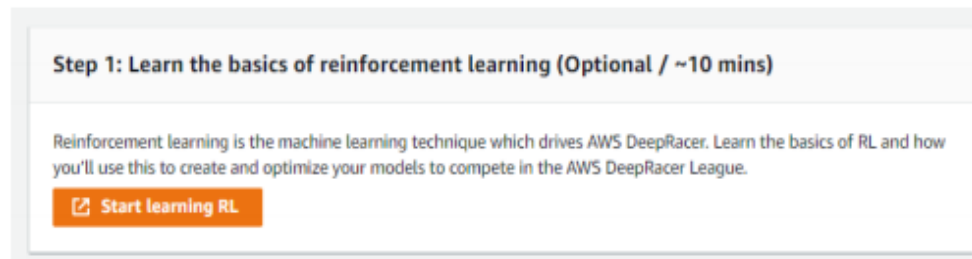 Step 1: Learn the basics of reinforcement learning (Optional / ~10 mins)
Reinforcement learning is the machine learning technique which drives AWS DeepRacer. Learn the basics of RL and how
you'll use this to create and optimize your models to compete in the AWS DeepRacer League.
Start learning RL